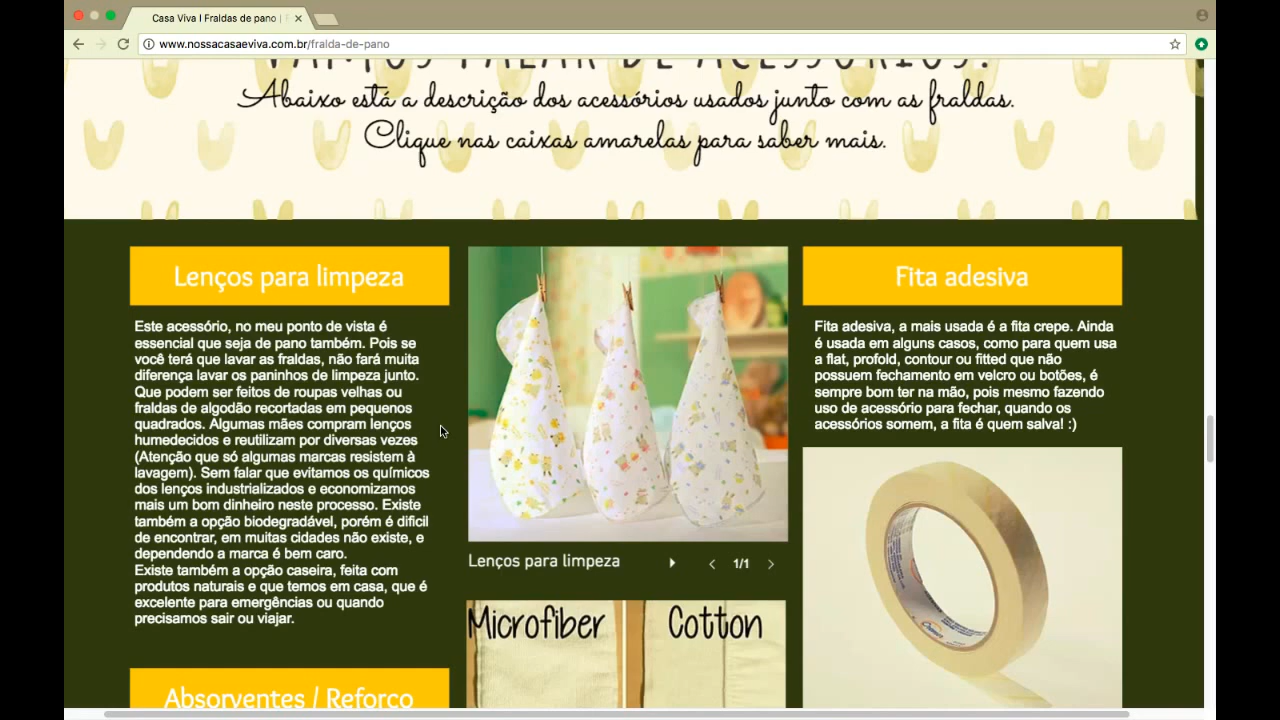 Casa Viva I Fraldas de pano |
www.nossacasaeviva.com.br/fralda-de-pano
VAMOS FALAR DE ACESSÓRIOS?
Abaixo está a descrição dos acessórios usados junto com as fraldas.
Clique nas caixas amarelas para saber mais.
Lenços para limpeza
Este acessório, no meu ponto de vista é
essencial que seja de pano também. Pois se
você terá que lavar as fraldas, não fará muita
diferença lavar os paninhos de limpeza junto.
Que podem ser feitos de roupas velhas ou
fraldas de algodão recortadas em pequenos
quadrados. Algumas mães compram lenços
humedecidos e reutilizam por diversas vezes
(Atenção que só algumas marcas resistem à
lavagem). Sem falar que evitamos os químicos
dos lenços industrializados e economizamos
mais um bom dinheiro neste processo. Existe
também a opção biodegradável, porém é dificil
de encontrar, em muitas cidades não existe, e
dependendo a marca é bem caro.
Existe também a opção caseira, feita com
produtos naturais e que temos em casa, que é
excelente para emergências ou quando
precisamos sair ou viajar.
Absorventes / Reforço
Lenços para limpeza
1/1
Microfiber
Cotton
Fita adesiva
Fita adesiva, a mais usada é a fita crepe. Ainda
é usada em alguns casos, como para quem usa
a flat, profold, contour ou fitted que não
possuem fechamento em velcro ou botões, é
sempre bom ter na mão, pois mesmo fazendo
uso de acessório para fechar, quando os
acessórios somem, a fita é quem salva! :)